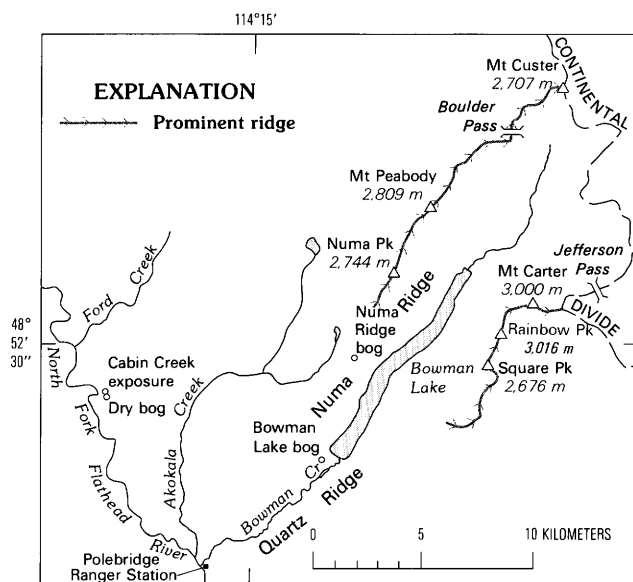 114°15'
EXPLANATION
Prominent ridge
CONTINENTAL
Mt Custer
2,707 m
Boulder
Pass
Mt Peabody
2,809 m
Numa Pk
2,744 m
Jefferson
Pass
Mt Carter
3,000 m
DIVIDE
Rainbow Pk
3,016 m
Square Pk
2,676 m
Ford Creek
48°
52'
30"
North Fork Flathead River
Cabin Creek
exposure
Dry bog
Akokala Creek
Numa
Ridge
bog
Numa Ridge
Bowman
Lake
Bowman
Lake bog
Bowman Cr
Quartz Ridge
Polebridge
Ranger Station
0 5 10 KILOMETERS